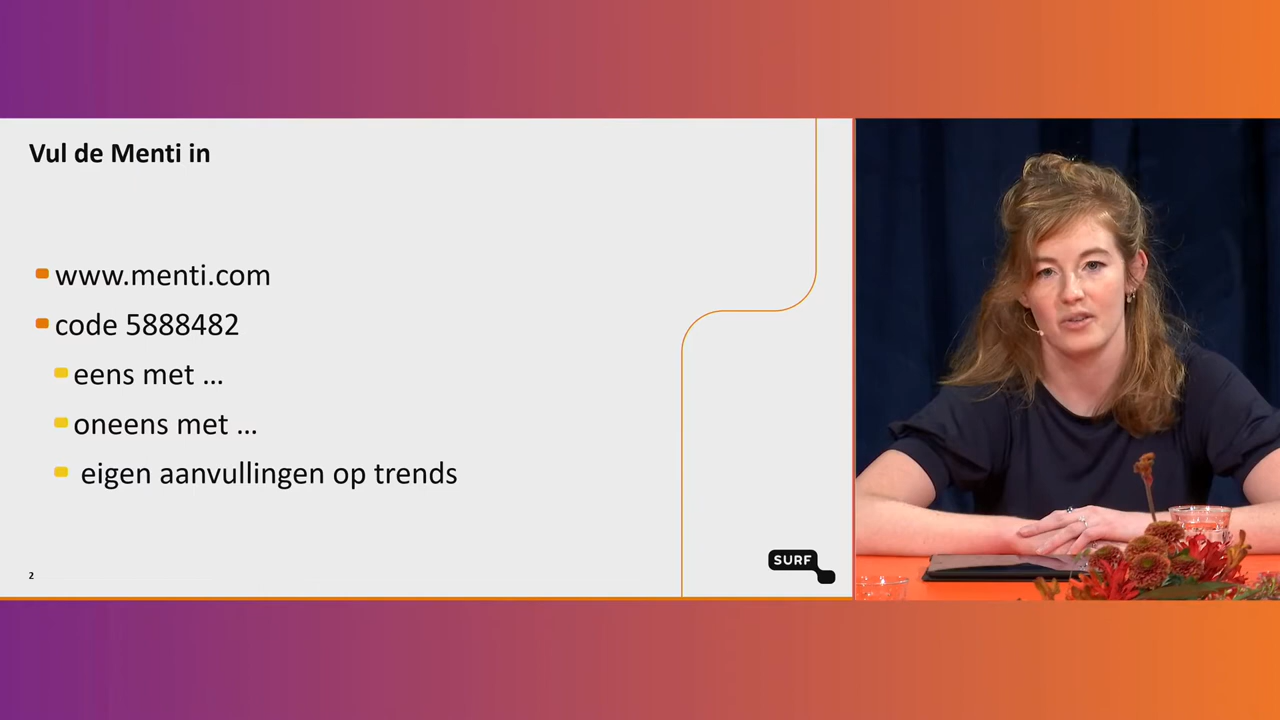 Vul de Menti in
www.menti.com
code 5888482
eens met ...
oneens met ...
eigen aanvullingen op trends
2
SURF